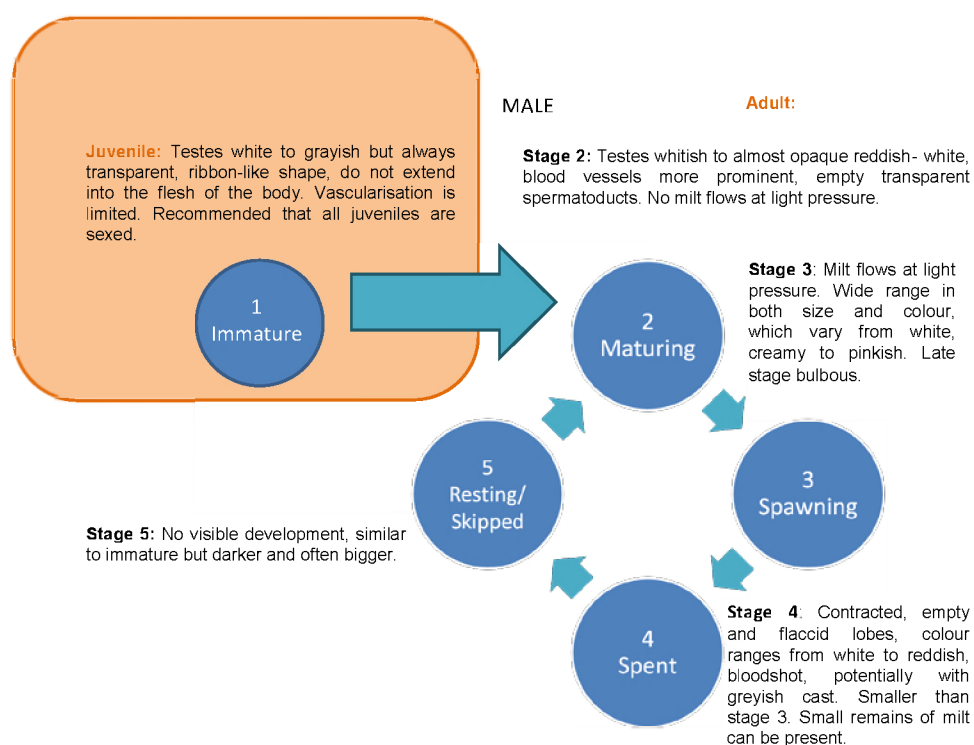 MALE
Adult:
Juvenile: Testes white to grayish but always
transparent, ribbon-like shape, do not extend
into the flesh of the body. Vascularisation is
limited. Recommended that all juveniles are
sexed.
Stage 2: Testes whitish to almost opaque reddish- white,
blood vessels more prominent, empty transparent
spermatoducts. No milt flows at light pressure.
1
Immature
2
Maturing
Stage 3: Milt flows at light
pressure. Wide range in
both size and colour,
which vary from white,
creamy to pinkish. Late
stage bulbous.
3
Spawning
5
Resting/
Skipped
Stage 5: No visible development, similar
to immature but darker and often bigger.
4
Spent
Stage 4: Contracted, empty
and flaccid lobes, colour
ranges from white to reddish,
bloodshot, potentially with
greyish cast. Smaller than
stage 3. Small remains of milt
can be present.